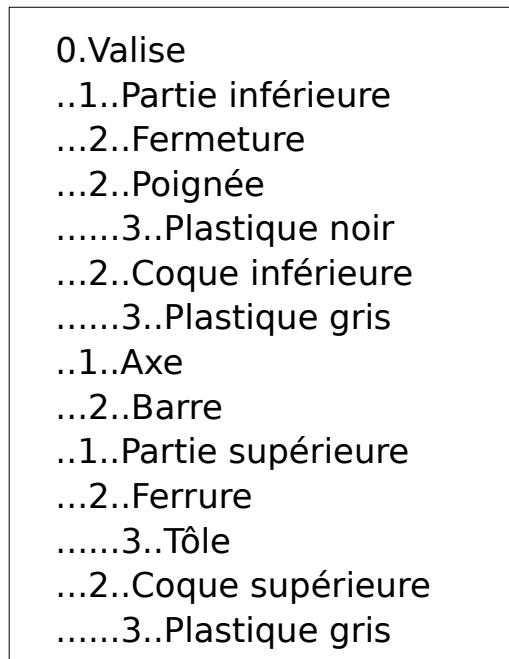 0.Valise
..1..Partie inférieure
...2..Fermeture
...2..Poignée
......3..Plastique noir
...2..Coque inférieure
......3..Plastique gris
..1..Axe
...2..Barre
..1..Partie supérieure
...2..Ferrure
......3..Tôle
...2..Coque supérieure
......3..Plastique gris